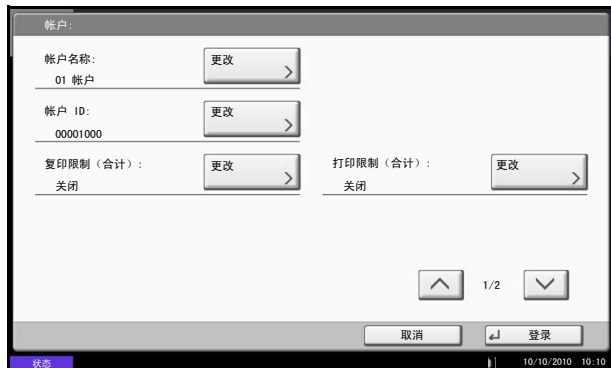 帐户:
帐户名称: 更改
01 帐户
帐户 ID: 更改
00001000
复印限制（合计）: 更改 打印限制（合计）: 更改
关闭 关闭
1/2
取消 登录
状态 10/10/2010 10:10